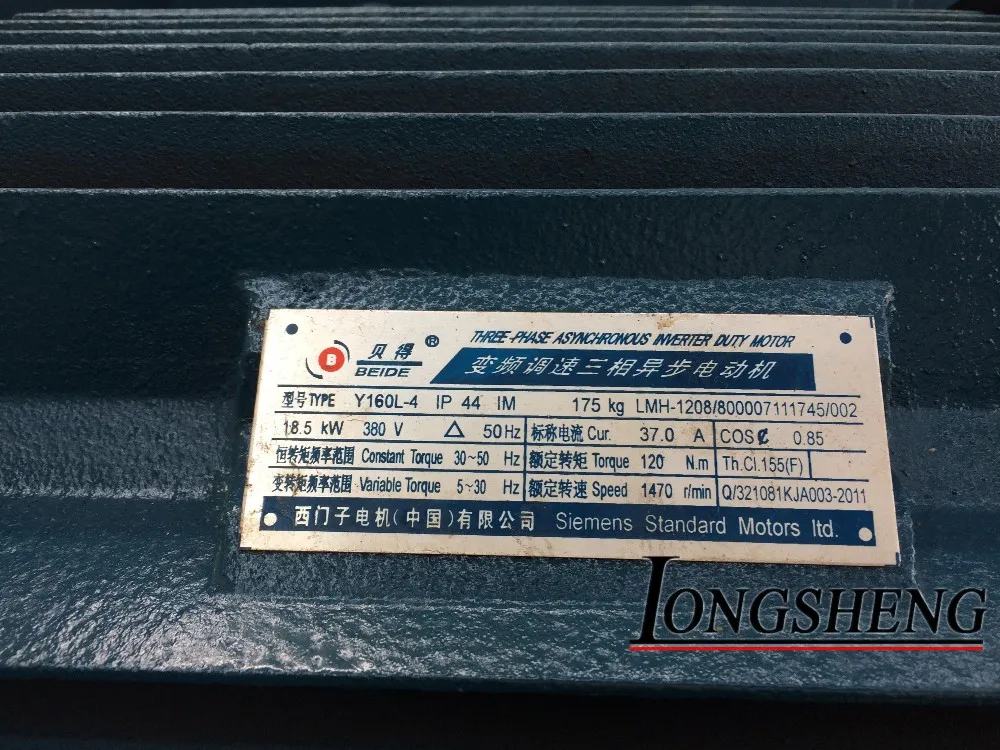 THREE-PHASE ASYNCHRONOUS INVERTER DUTY MOTOR
B 贝得 ® BEIDE 变频调速三相异步电动机
型号 TYPE Y160L-4 IP 44 IM 175 kg LMH-1208/800007111745/002
18.5 kW 380 V △ 50 Hz 标称电流 Cur. 37.0 A COS 0.85
恒转矩频率范围 Constant Torque 30~50 Hz 额定转矩 Torque 120 N.m Th.Cl.155(F)
变转矩频率范围 Variable Torque 5~30 Hz 额定转速 Speed 1470 r/min Q/321081KJA003-2011
西门子电机(中国)有限公司 Siemens Standard Motors ltd.
LONGSHENG